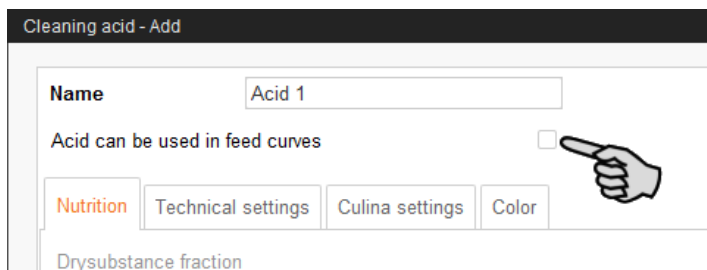 Cleaning acid - Add
Name Acid 1
Acid can be used in feed curves
Nutrition Technical settings Culina settings Color
Drysubstance fraction